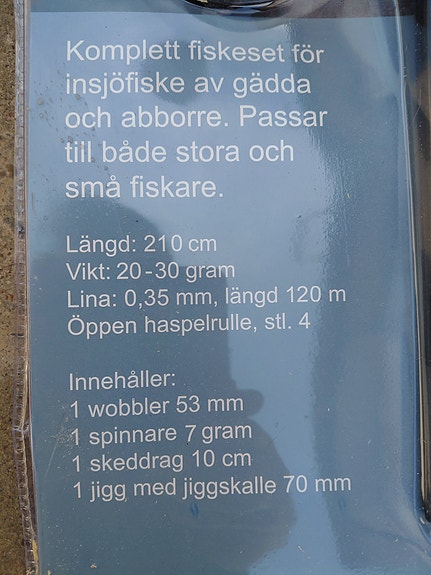 Komplett fiskeset för
insjöfiske av gädda
och abborre. Passar
tiil både stora och
små fiskare.
Längd: 210 cm
Vikt: 20-30 gram
Lina: 0,35 mm, längd 120 m
Öppen haspelrulle, stl. 4
Innehåller:
1 wobbler 53 mm
1 spinnare 7 gram
1 skeddrag 10 cm
1 jigg med jiggskalle 70 mm